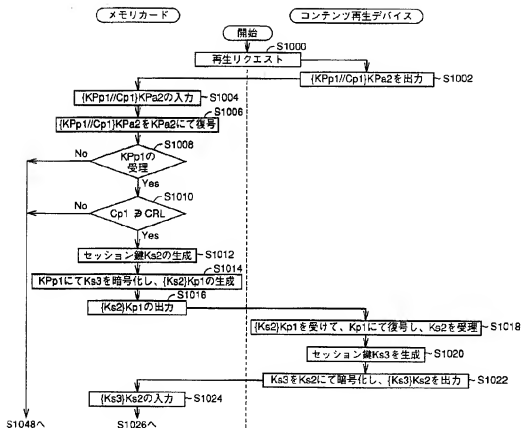 メモリカード
コンテンツ再生デバイス
開始
再生リクエスト
S1000
{KPp1//Cp1}KPa2を出力
S1002
{KPp1//Cp1}KPa2の入力
S1004
{KPp1//Cp1}KPa2をKPa2にて復号
S1006
KPp1の
受理
S1008
No
Yes
Cp1 ∌ CRL
S1010
No
Yes
セッション鍵Ks2の生成
S1012
KPp1にてKs3を暗号化し、{Ks2}Kp1の生成
S1014
{Ks2}Kp1の出力
S1016
{Ks2}Kp1を受けて、Kp1にて復号し、Ks2を受理
S1018
セッション鍵Ks3を生成
S1020
Ks3をKs2にて暗号化し、{Ks3}Ks2を出力
S1022
{Ks3}Ks2の入力
S1024
S1048へ
S1026へ